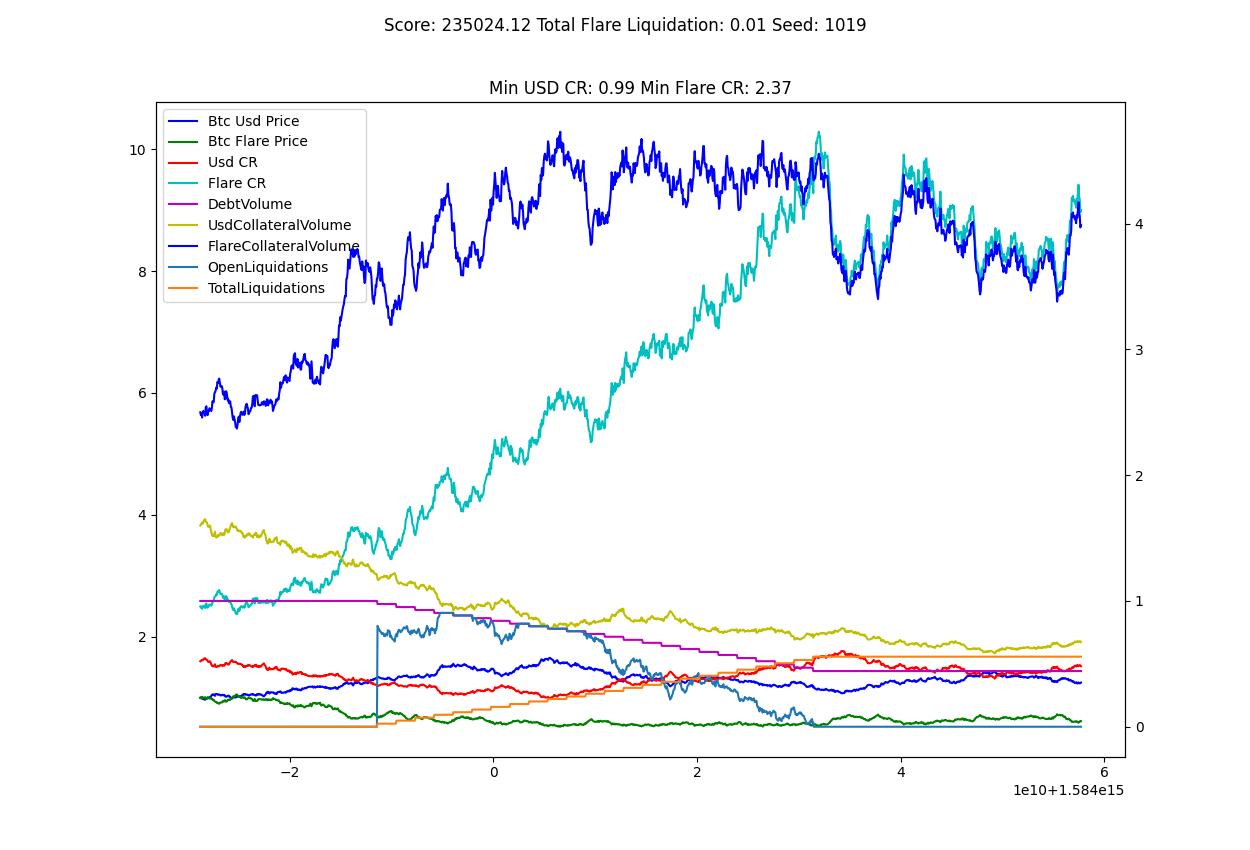 Score: 235024.12 Total Flare Liquidation: 0.01 Seed: 1019
Min USD CR: 0.99 Min Flare CR: 2.37
Btc Usd Price
Btc Flare Price
Usd CR
Flare CR
DebtVolume
UsdCollateralVolume
FlareCollateralVolume
OpenLiquidations
TotalLiquidations
10
8
6
4
2
4
3
2
1
0
−2
0
2
4
6
1e10+1.584e15